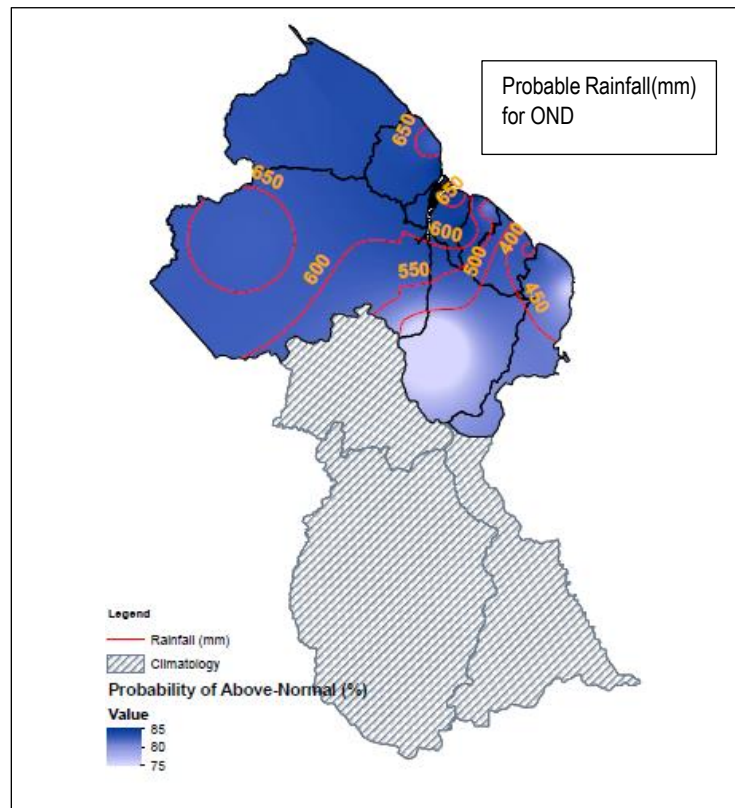 Probable Rainfall(mm)
for OND
650
650
650
600
400
500
550
600
450
Legend
Rainfall (mm)
Climatology
Probability of Above-Normal (%)
Value
85
80
75